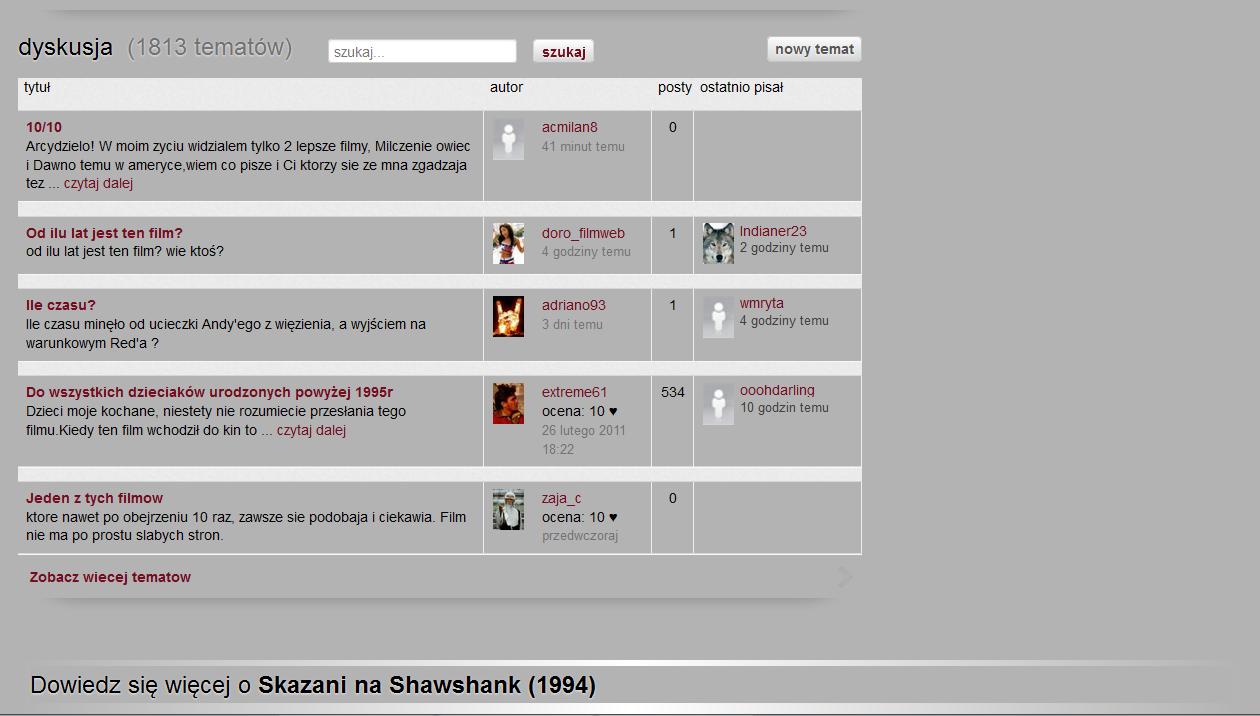 dyskusja (1813 tematów) szukaj... szukaj nowy temat
tytuł autor posty ostatnio pisał
10/10 acmilan8 0
Arcydzielo! W moim zyciu widzialem tylko 2 lepsze filmy, Milczenie owiec 41 minut temu
i Dawno temu w ameryce,wiem co pisze i Ci ktorzy sie ze mna zgadzaja
tez ... czytaj dalej
Od ilu lat jest ten film? doro_filmweb 1 Indianer23
od ilu lat jest ten film? wie ktoś? 4 godziny temu 2 godziny temu
Ile czasu? adriano93 1 wmryta
Ile czasu minęło od ucieczki Andy'ego z więzienia, a wyjściem na 3 dni temu 4 godziny temu
warunkowym Red'a ?
Do wszystkich dzieciaków urodzonych powyżej 1995r extreme61 534 ooohdarling
Dzieci moje kochane, niestety nie rozumiecie przesłania tego ocena: 10 ♥ 10 godzin temu
filmu.Kiedy ten film wchodził do kin to ... czytaj dalej 26 lutego 2011
18:22
Jeden z tych filmow zaja_c 0
ktore nawet po obejrzeniu 10 raz, zawsze sie podobaja i ciekawia. Film ocena: 10 ♥
nie ma po prostu slabych stron. przedwczoraj
Zobacz wiecej tematow
Dowiedz się więcej o Skazani na Shawshank (1994)